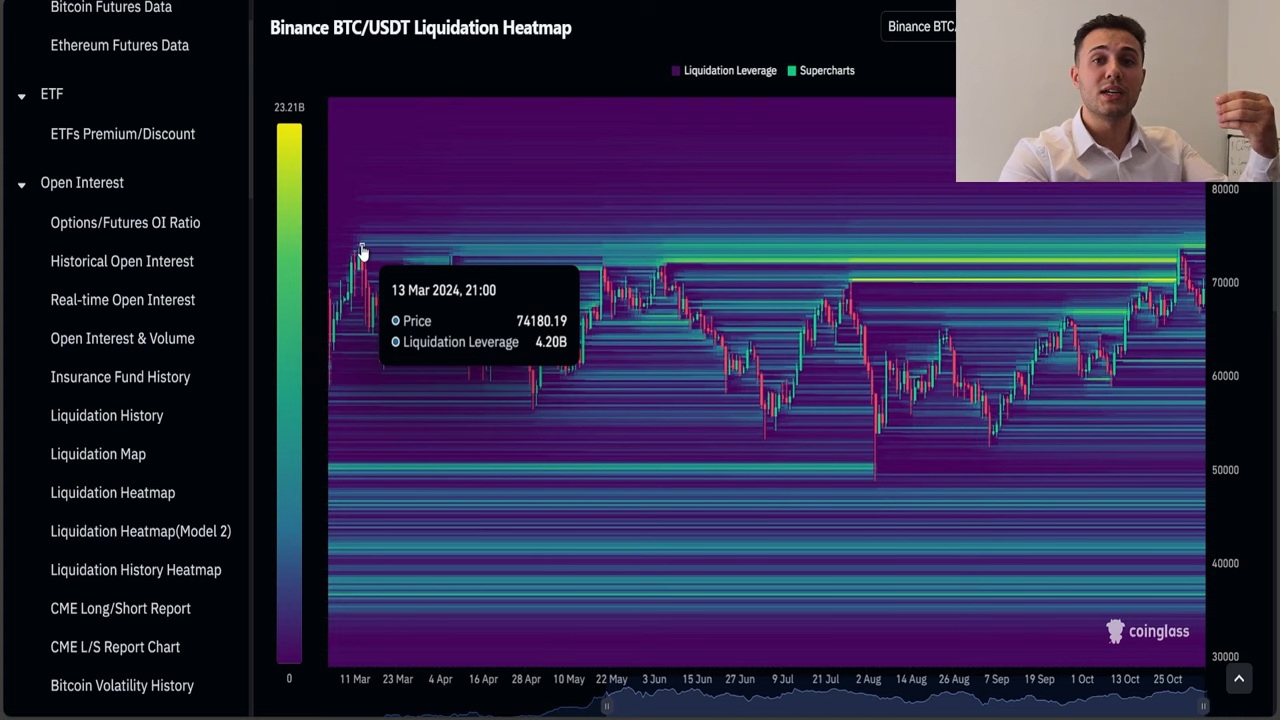 Bitcoin Futures Data
Ethereum Futures Data
ETF
ETFs Premium/Discount
Open Interest
Options/Futures OI Ratio
Historical Open Interest
Real-time Open Interest
Open Interest & Volume
Insurance Fund History
Liquidation History
Liquidation Map
Liquidation Heatmap
Liquidation Heatmap(Model 2)
Liquidation History Heatmap
CME Long/Short Report
CME L/S Report Chart
Bitcoin Volatility History
Binance BTC/USDT Liquidation Heatmap
Binance BTC/
Liquidation Leverage
Supercharts
23.21B
0
13 Mar 2024, 21:00
Price 74180.19
Liquidation Leverage 4.20B
80000
70000
60000
50000
40000
30000
coinglass
11 Mar 23 Mar 4 Apr 16 Apr 28 Apr 10 May 22 May 3 Jun 15 Jun 27 Jun 9 Jul 21 Jul 2 Aug 14 Aug 26 Aug 7 Sep 19 Sep 1 Oct 13 Oct 25 Oct